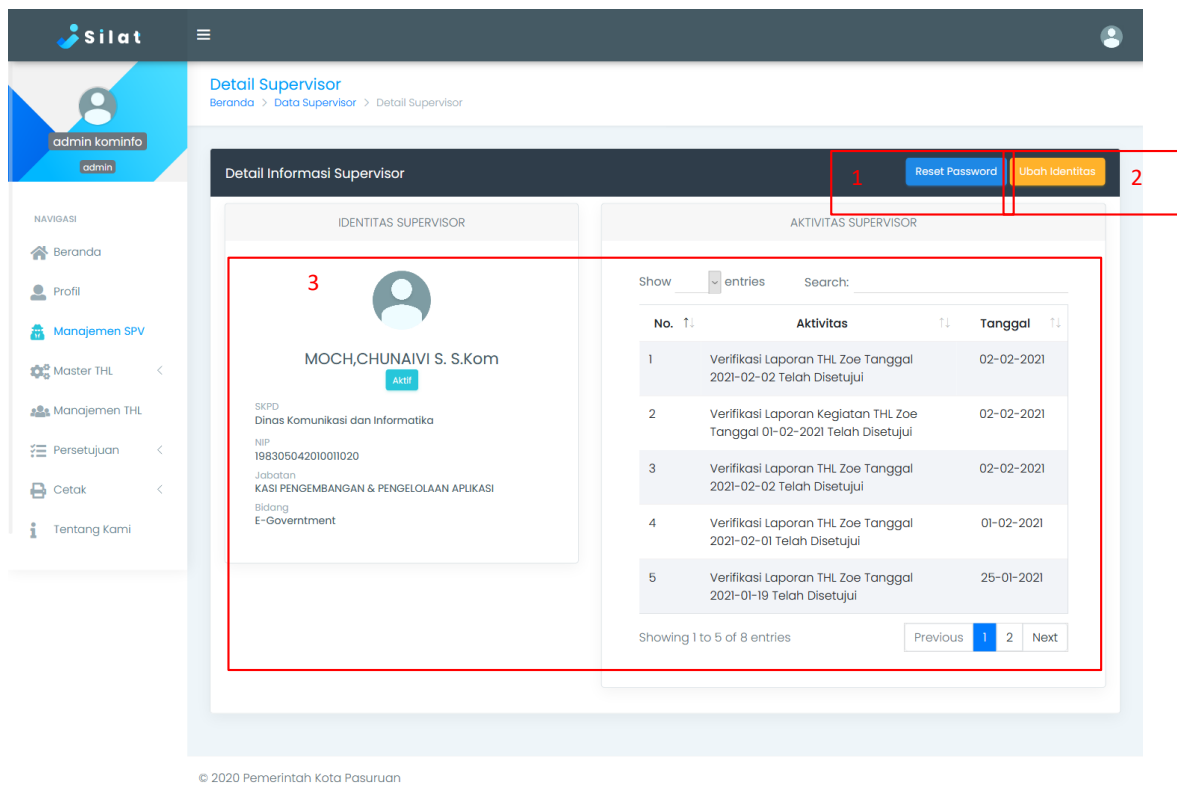 Silat
admin kominfo
admin
NAVIGASI
Beranda
Profil
Manajemen SPV
Master THL
Manajemen THL
Persetujuan
Cetak
Tentang Kami
Detail Supervisor
Beranda > Data Supervisor > Detail Supervisor
Detail Informasi Supervisor
1
Reset Password
Ubah Identitas
2
IDENTITAS SUPERVISOR
3
MOCH,CHUNAIVI S. S.Kom
Aktif
SKPD
Dinas Komunikasi dan Informatika
NIP
198305042010011020
Jabatan
KASI PENGEMBANGAN & PENGELOLAAN APLIKASI
Bidang
E-Governtment
AKTIVITAS SUPERVISOR
Show entries Search:
No. Aktivitas Tanggal
1 Verifikasi Laporan THL Zoe Tanggal 02-02-2021
2021-02-02 Telah Disetujui
2 Verifikasi Laporan Kegiatan THL Zoe 02-02-2021
Tanggal 01-02-2021 Telah Disetujui
3 Verifikasi Laporan THL Zoe Tanggal 02-02-2021
2021-02-02 Telah Disetujui
4 Verifikasi Laporan THL Zoe Tanggal 01-02-2021
2021-02-01 Telah Disetujui
5 Verifikasi Laporan THL Zoe Tanggal 25-01-2021
2021-01-19 Telah Disetujui
Showing 1 to 5 of 8 entries
Previous 1 2 Next
© 2020 Pemerintah Kota Pasuruan